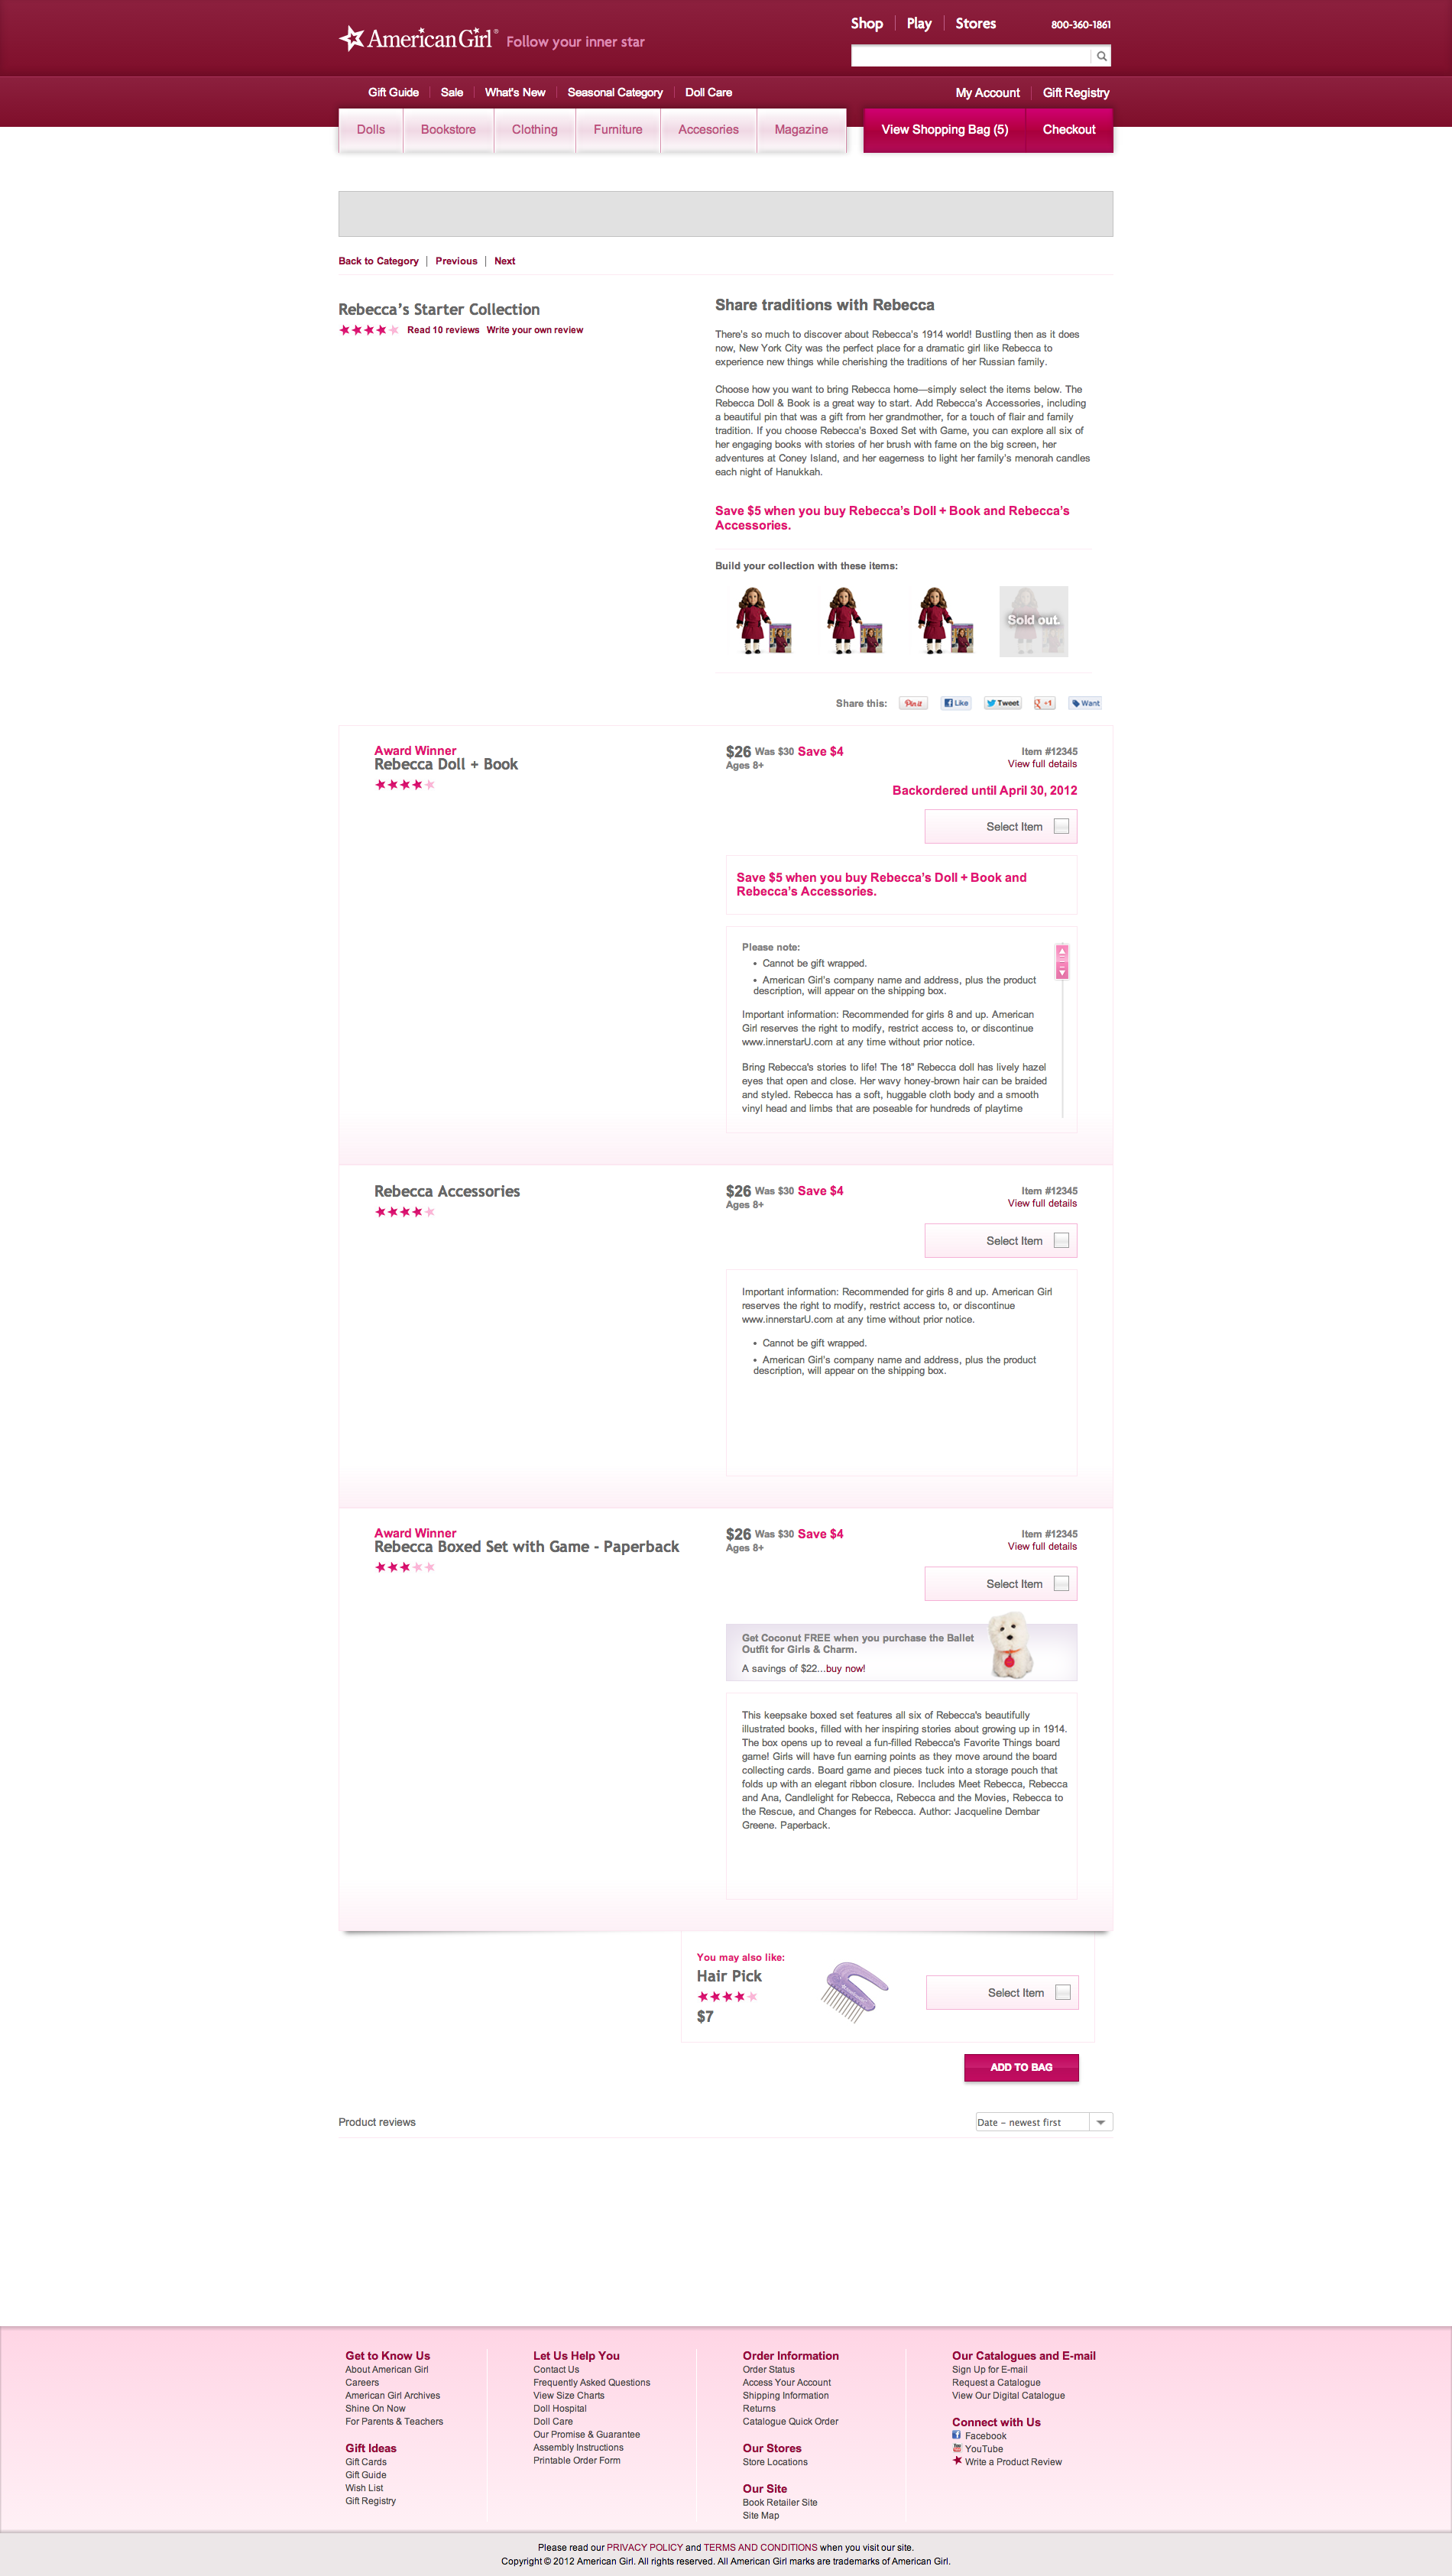 American Girl® Follow your inner star
Shop Play Stores 800-360-1861
Gift Guide Sale What's New Seasonal Category Doll Care My Account Gift Registry
Dolls Bookstore Clothing Furniture Accesories Magazine View Shopping Bag (5) Checkout
Back to Category Previous Next
Rebecca's Starter Collection
Read 10 reviews Write your own review
Share traditions with Rebecca
There's so much to discover about Rebecca's 1914 world! Bustling then as it does
now, New York City was the perfect place for a dramatic girl like Rebecca to
experience new things while cherishing the traditions of her Russian family.
Choose how you want to bring Rebecca home—simply select the items below. The
Rebecca Doll & Book is a great way to start. Add Rebecca's Accessories, including
a beautiful pin that was a gift from her grandmother, for a touch of flair and family
tradition. If you choose Rebecca's Boxed Set with Game, you can explore all six of
her engaging books with stories of her brush with fame on the big screen, her
adventures at Coney Island, and her eagerness to light her family's menorah candles
each night of Hanukkah.
Save $5 when you buy Rebecca's Doll + Book and Rebecca's
Accessories.
Build your collection with these items:
Sold out.
Share this: Pin it Like Tweet +1 Want
Award Winner
Rebecca Doll + Book
$26 Was $30 Save $4
Ages 8+
Item #12345
View full details
Backordered until April 30, 2012
Select Item
Save $5 when you buy Rebecca's Doll + Book and
Rebecca's Accessories.
Please note:
• Cannot be gift wrapped.
• American Girl's company name and address, plus the product
description, will appear on the shipping box.
Important information: Recommended for girls 8 and up. American
Girl reserves the right to modify, restrict access to, or discontinue
www.innerstarU.com at any time without prior notice.
Bring Rebecca's stories to life! The 18" Rebecca doll has lively hazel
eyes that open and close. Her wavy honey-brown hair can be braided
and styled. Rebecca has a soft, huggable cloth body and a smooth
vinyl head and limbs that are poseable for hundreds of playtime
Rebecca Accessories
$26 Was $30 Save $4
Ages 8+
Item #12345
View full details
Select Item
Important information: Recommended for girls 8 and up. American Girl
reserves the right to modify, restrict access to, or discontinue
www.innerstarU.com at any time without prior notice.
• Cannot be gift wrapped.
• American Girl's company name and address, plus the product
description, will appear on the shipping box.
Award Winner
Rebecca Boxed Set with Game - Paperback
$26 Was $30 Save $4
Ages 8+
Item #12345
View full details
Select Item
Get Coconut FREE when you purchase the Ballet
Outfit for Girls & Charm.
A savings of $22...buy now!
This keepsake boxed set features all six of Rebecca's beautifully
illustrated books, filled with her inspiring stories about growing up in 1914.
The box opens up to reveal a fun-filled Rebecca's Favorite Things board
game! Girls will have fun earning points as they move around the board
collecting cards. Board game and pieces tuck into a storage pouch that
folds up with an elegant ribbon closure. Includes Meet Rebecca, Rebecca
and Ana, Candlelight for Rebecca, Rebecca and the Movies, Rebecca to
the Rescue, and Changes for Rebecca. Author: Jacqueline Dembar
Greene. Paperback.
You may also like:
Hair Pick
$7
Select Item
ADD TO BAG
Product reviews
Date – newest first
Get to Know Us
About American Girl
Careers
American Girl Archives
Shine On Now
For Parents & Teachers
Gift Ideas
Gift Cards
Gift Guide
Wish List
Gift Registry
Let Us Help You
Contact Us
Frequently Asked Questions
View Size Charts
Doll Hospital
Doll Care
Our Promise & Guarantee
Assembly Instructions
Printable Order Form
Order Information
Order Status
Access Your Account
Shipping Information
Returns
Catalogue Quick Order
Our Stores
Store Locations
Our Site
Book Retailer Site
Site Map
Our Catalogues and E-mail
Sign Up for E-mail
Request a Catalogue
View Our Digital Catalogue
Connect with Us
Facebook
YouTube
Write a Product Review
Please read our PRIVACY POLICY and TERMS AND CONDITIONS when you visit our site.
Copyright © 2012 American Girl. All rights reserved. All American Girl marks are trademarks of American Girl.